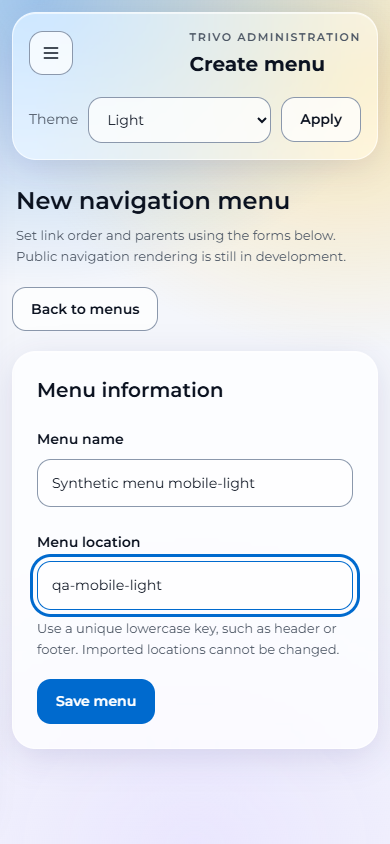 TRIVO ADMINISTRATION
Create menu
Theme
Light
Apply
New navigation menu
Set link order and parents using the forms below.
Public navigation rendering is still in development.
Back to menus
Menu information
Menu name
Synthetic menu mobile-light
Menu location
qa-mobile-light
Use a unique lowercase key, such as header or
footer. Imported locations cannot be changed.
Save menu